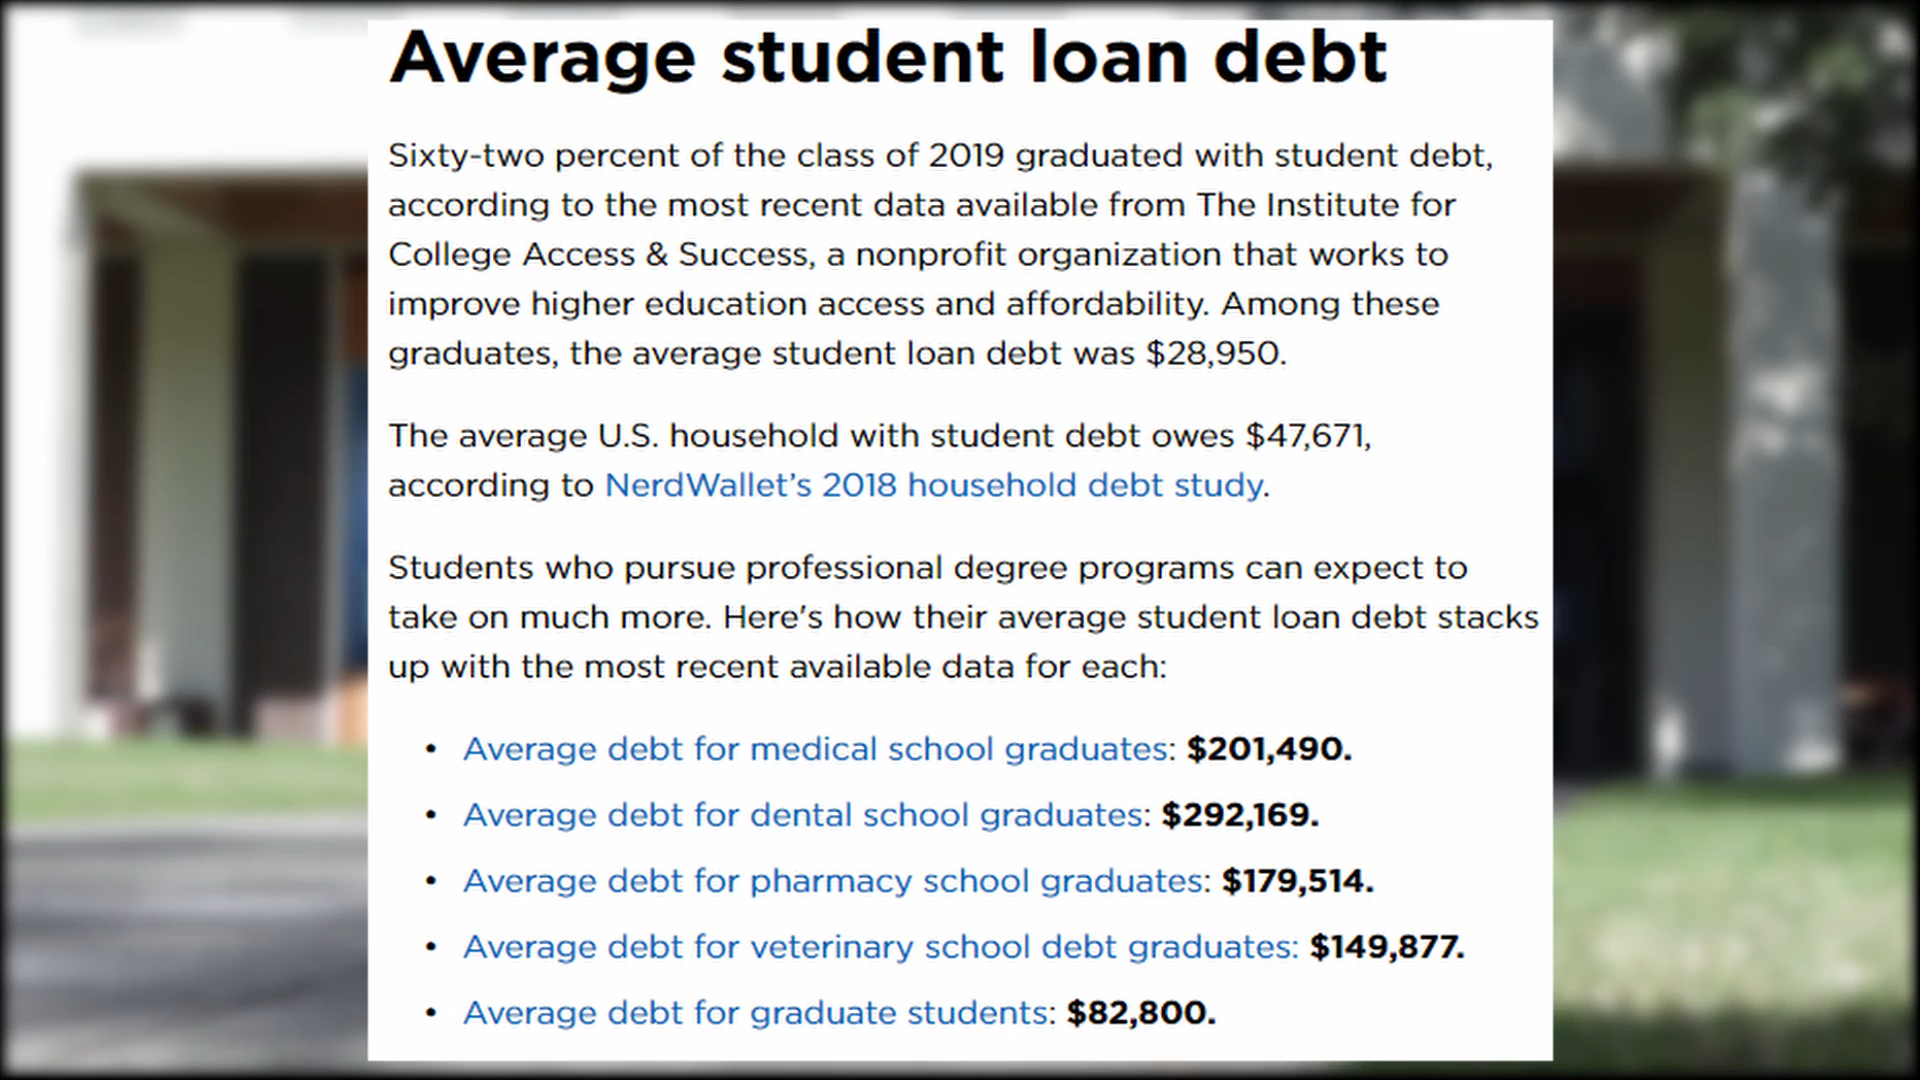 Average student loan debt
Sixty-two percent of the class of 2019 graduated with student debt,
according to the most recent data available from The Institute for
College Access & Success, a nonprofit organization that works to
improve higher education access and affordability. Among these
graduates, the average student loan debt was $28,950.
The average U.S. household with student debt owes $47,671,
according to NerdWallet’s 2018 household debt study.
Students who pursue professional degree programs can expect to
take on much more. Here's how their average student loan debt stacks
up with the most recent available data for each:
• Average debt for medical school graduates: $201,490.
• Average debt for dental school graduates: $292,169.
• Average debt for pharmacy school graduates: $179,514.
• Average debt for veterinary school debt graduates: $149,877.
• Average debt for graduate students: $82,800.